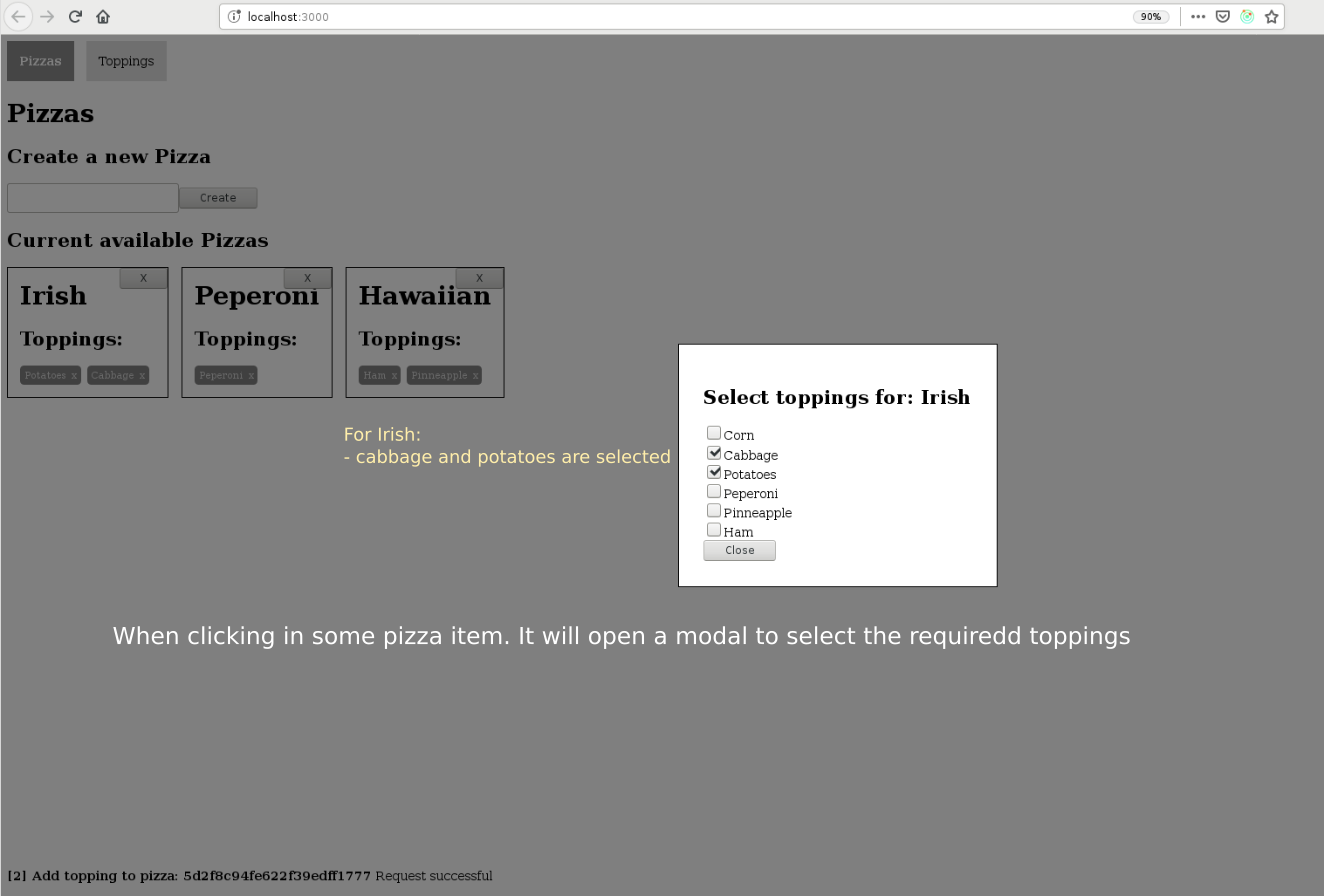 localhost:3000
90%
Pizzas
Toppings
Pizzas
Create a new Pizza
Create
Current available Pizzas
X
Irish
Toppings:
Potatoes x Cabbage x
X
Peperoni
Toppings:
Peperoni x
X
Hawaiian
Toppings:
Ham x Pinneapple x
Select toppings for: Irish
Corn
Cabbage
Potatoes
Peperoni
Pinneapple
Ham
Close
For Irish:
- cabbage and potatoes are selected
When clicking in some pizza item. It will open a modal to select the requiredd toppings
[2] Add topping to pizza: 5d2f8c94fe622f39edff1777 Request successful